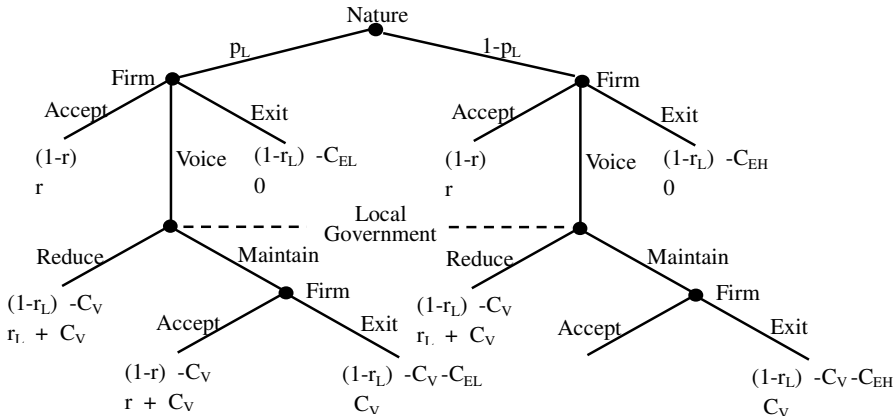 Nature
p_L 1-p_L
Firm Firm
Accept Exit Accept Exit
Voice Voice
(1-r) (1-r_L) -C_EL (1-r) (1-r_L) -C_EH
r 0 r 0
Local
Government
Reduce Maintain Reduce Maintain
(1-r_L) -C_V Firm (1-r_L) -C_V Firm
r_L + C_V r_L + C_V
Accept Exit Accept Exit
(1-r) -C_V (1-r_L) -C_V-C_EL (1-r_L) -C_V-C_EH
r + C_V C_V C_V